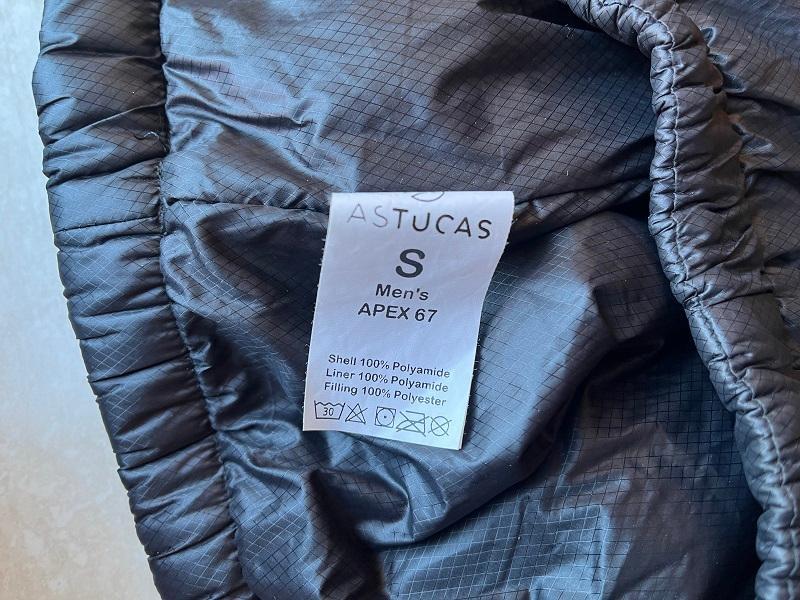 ASTUCAS
S
Men's
APEX 67
Shell 100% Polyamide
Liner 100% Polyamide
Filling 100% Polyester
30